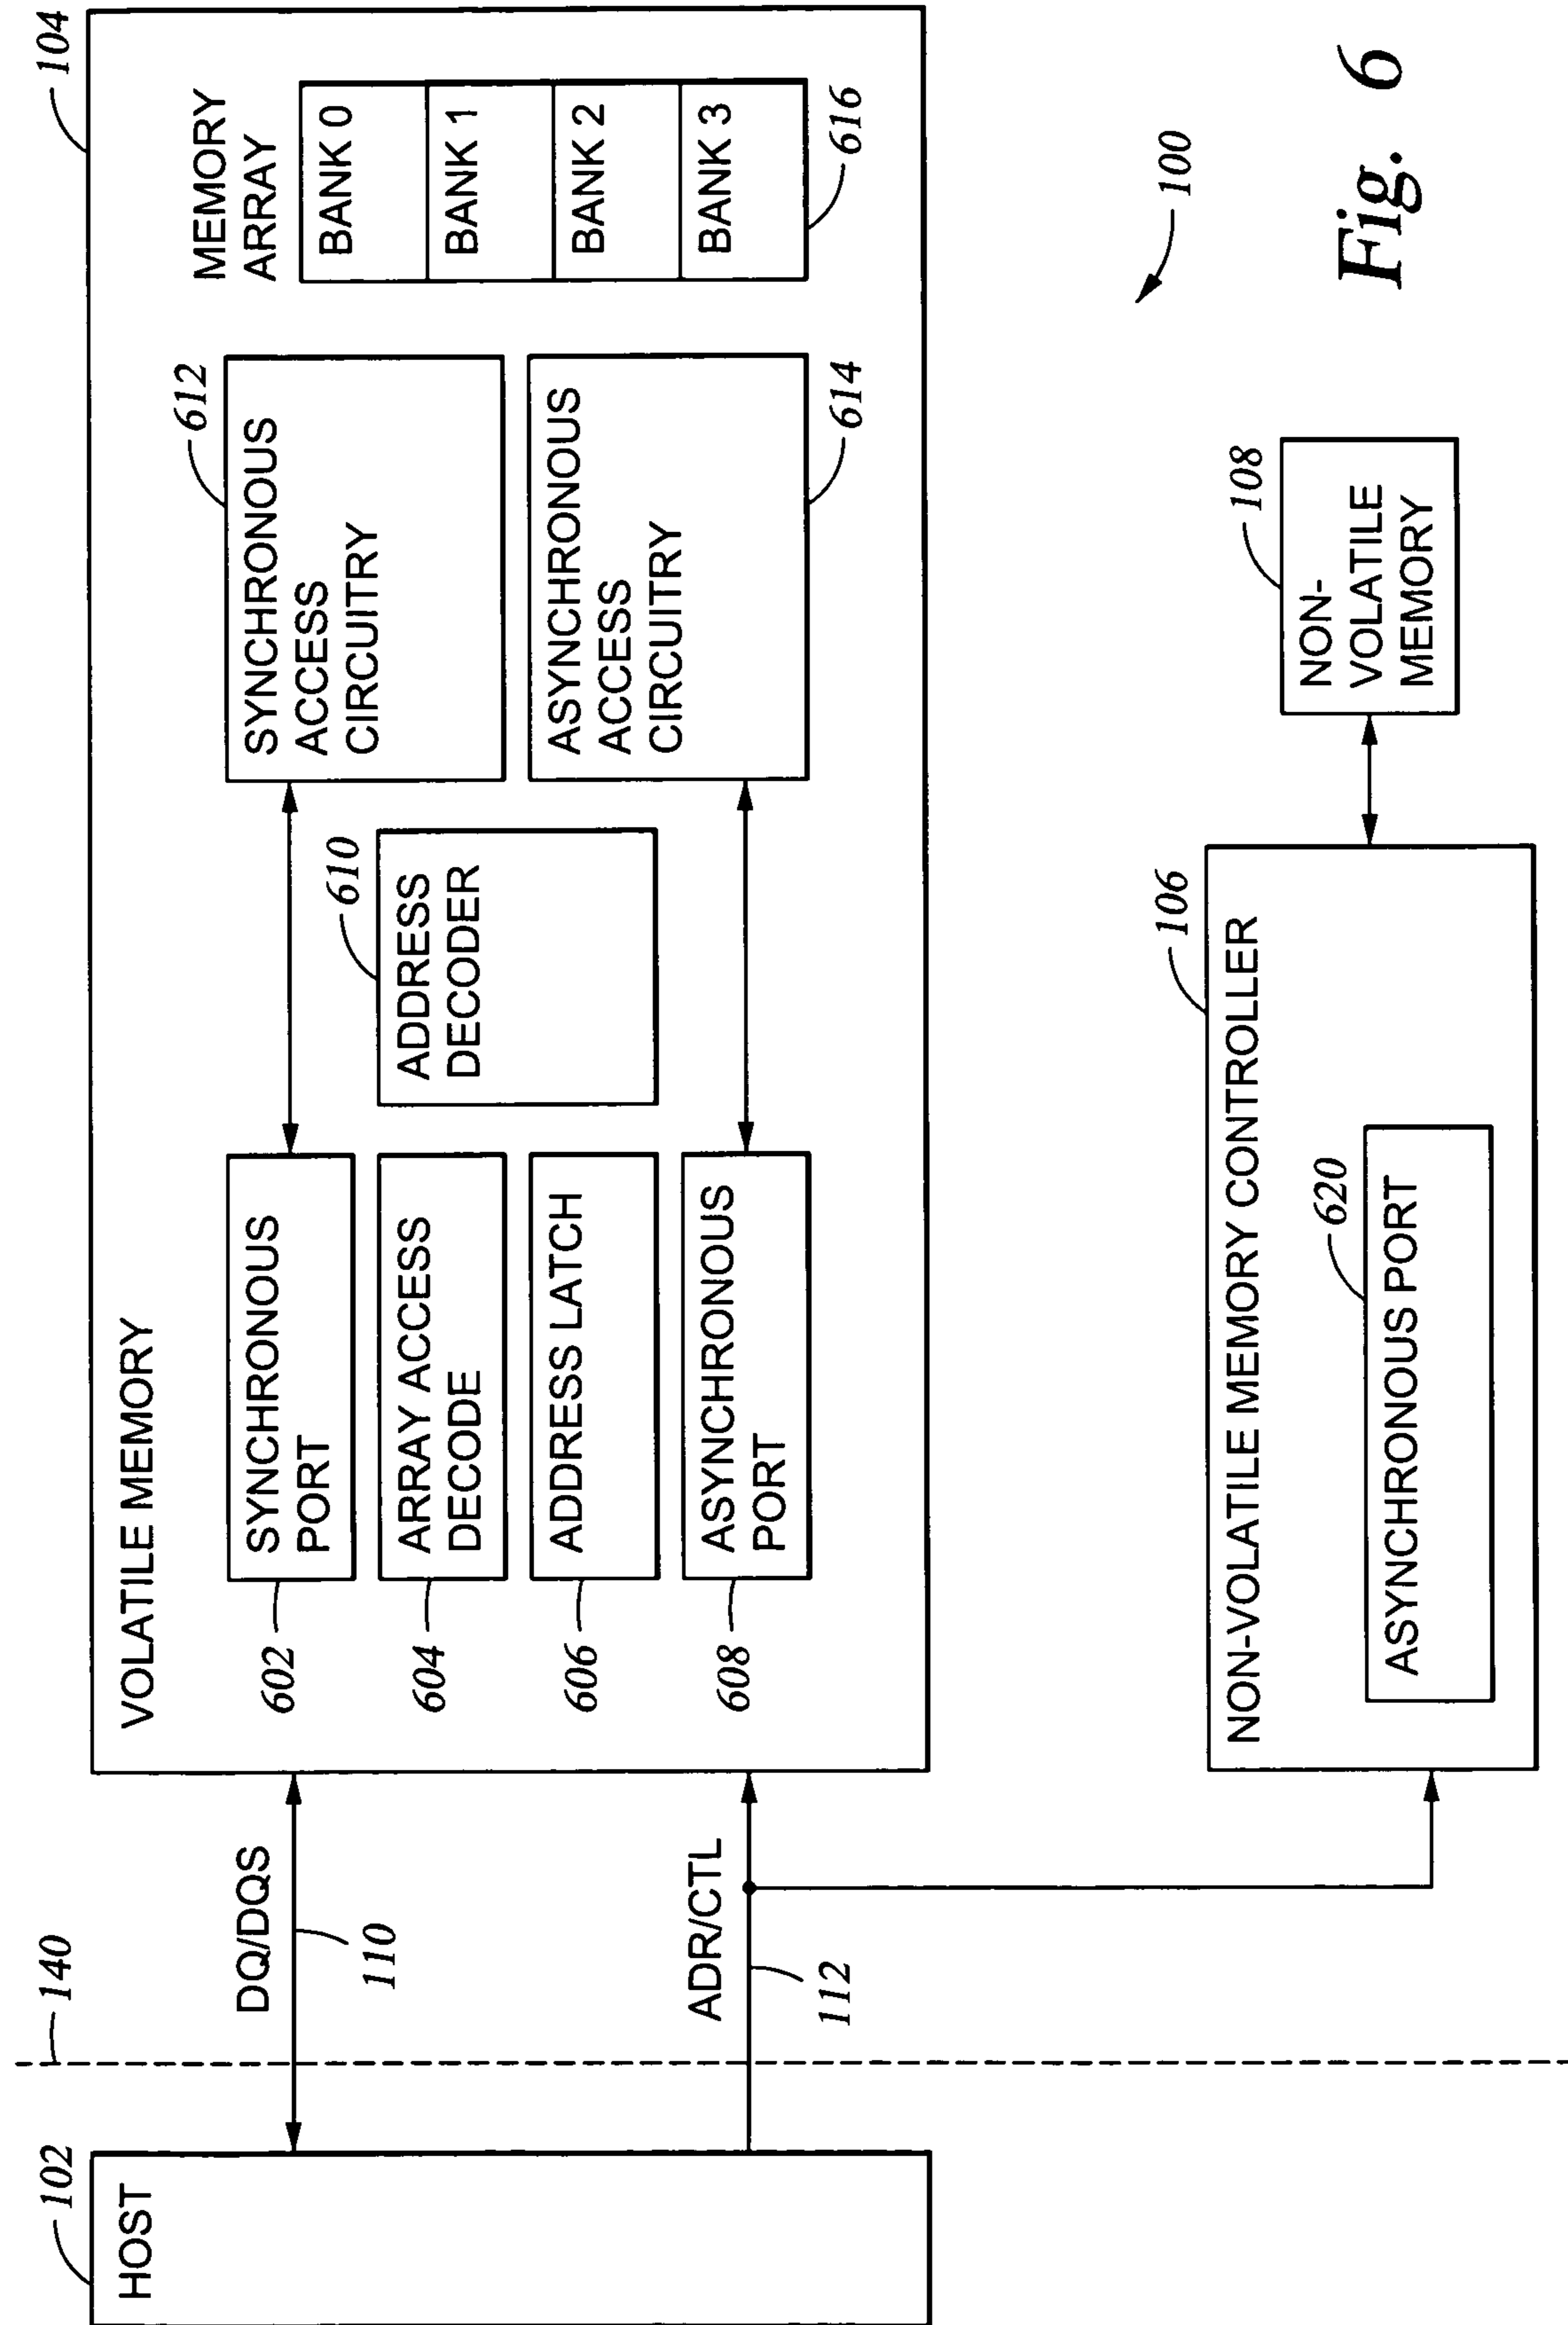 104
VOLATILE MEMORY
MEMORY
ARRAY
602
SYNCHRONOUS
PORT
604
ARRAY ACCESS
DECODE
606
ADDRESS LATCH
608
ASYNCHRONOUS
PORT
610
ADDRESS
DECODER
612
SYNCHRONOUS
ACCESS
CIRCUITRY
614
ASYNCHRONOUS
ACCESS
CIRCUITRY
BANK 0
BANK 1
BANK 2
BANK 3
616
102
HOST
140
DQ/DQS
110
ADR/CTL
112
106
NON-VOLATILE MEMORY CONTROLLER
620
ASYNCHRONOUS PORT
108
NON-
VOLATILE
MEMORY
100
Fig. 6